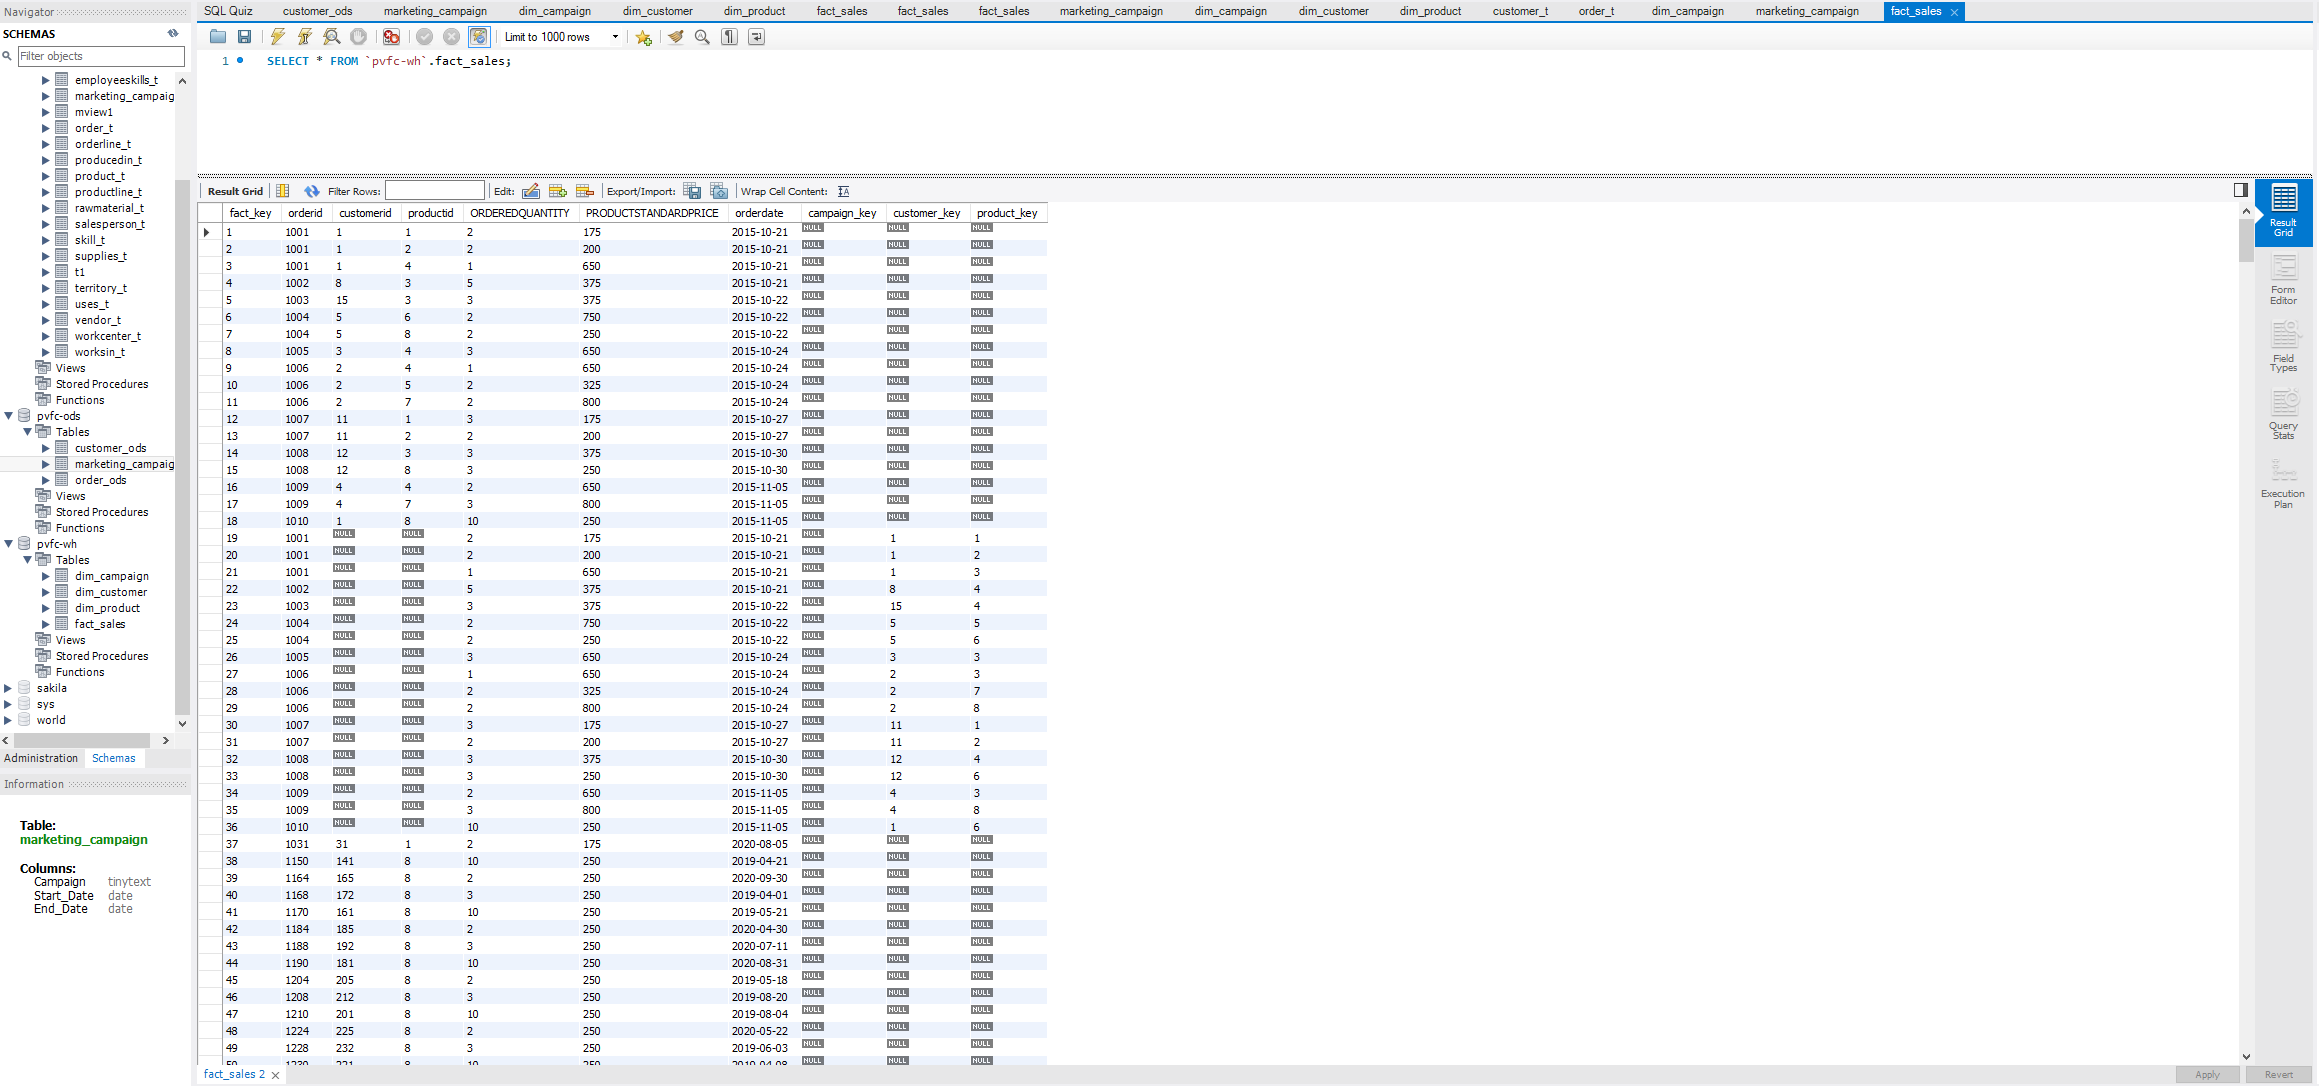 Navigator
SCHEMAS
Filter objects
employeeskills_t
marketing_campaig
mview1
order_t
orderline_t
producedin_t
product_t
productline_t
rawmaterial_t
salesperson_t
skill_t
supplies_t
t1
territory_t
uses_t
vendor_t
workcenter_t
worksin_t
Views
Stored Procedures
Functions
pvfc-ods
Tables
customer_ods
marketing_campaig
order_ods
Views
Stored Procedures
Functions
pvfc-wh
Tables
dim_campaign
dim_customer
dim_product
fact_sales
Views
Stored Procedures
Functions
sakila
sys
world
Administration Schemas
Information
Table:
marketing_campaign
Columns:
Campaign tinytext
Start_Date date
End_Date date
SQL Quiz customer_ods marketing_campaign dim_campaign dim_customer dim_product fact_sales fact_sales fact_sales marketing_campaign dim_campaign dim_customer dim_product customer_t order_t dim_campaign marketing_campaign fact_sales
Limit to 1000 rows
1 SELECT * FROM `pvfc-wh`.fact_sales;
Result Grid Filter Rows: Edit: Export/Import: Wrap Cell Content:
fact_key orderid customerid productid ORDEREDQUANTITY PRODUCTSTANDARDPRICE orderdate campaign_key customer_key product_key
1 1001 1 1 2 175 2015-10-21 NULL NULL NULL
2 1001 1 2 2 200 2015-10-21 NULL NULL NULL
3 1001 1 4 1 650 2015-10-21 NULL NULL NULL
4 1002 8 3 5 375 2015-10-21 NULL NULL NULL
5 1003 15 3 3 375 2015-10-22 NULL NULL NULL
6 1004 5 6 2 750 2015-10-22 NULL NULL NULL
7 1004 5 8 2 250 2015-10-22 NULL NULL NULL
8 1005 3 4 3 650 2015-10-24 NULL NULL NULL
9 1006 2 4 1 650 2015-10-24 NULL NULL NULL
10 1006 2 5 2 325 2015-10-24 NULL NULL NULL
11 1006 2 7 2 800 2015-10-24 NULL NULL NULL
12 1007 11 1 3 175 2015-10-27 NULL NULL NULL
13 1007 11 2 2 200 2015-10-27 NULL NULL NULL
14 1008 12 3 3 375 2015-10-30 NULL NULL NULL
15 1008 12 8 3 250 2015-10-30 NULL NULL NULL
16 1009 4 4 2 650 2015-11-05 NULL NULL NULL
17 1009 4 7 3 800 2015-11-05 NULL NULL NULL
18 1010 1 8 10 250 2015-11-05 NULL NULL NULL
19 1001 NULL NULL 2 175 2015-10-21 NULL 1 1
20 1001 NULL NULL 2 200 2015-10-21 NULL 1 2
21 1001 NULL NULL 1 650 2015-10-21 NULL 1 3
22 1002 NULL NULL 5 375 2015-10-21 NULL 8 4
23 1003 NULL NULL 3 375 2015-10-22 NULL 15 4
24 1004 NULL NULL 2 750 2015-10-22 NULL 5 5
25 1004 NULL NULL 2 250 2015-10-22 NULL 5 6
26 1005 NULL NULL 3 650 2015-10-24 NULL 3 3
27 1006 NULL NULL 1 650 2015-10-24 NULL 2 3
28 1006 NULL NULL 2 325 2015-10-24 NULL 2 7
29 1006 NULL NULL 2 800 2015-10-24 NULL 2 8
30 1007 NULL NULL 3 175 2015-10-27 NULL 11 1
31 1007 NULL NULL 2 200 2015-10-27 NULL 11 2
32 1008 NULL NULL 3 375 2015-10-30 NULL 12 4
33 1008 NULL NULL 3 250 2015-10-30 NULL 12 6
34 1009 NULL NULL 2 650 2015-11-05 NULL 4 3
35 1009 NULL NULL 3 800 2015-11-05 NULL 4 8
36 1010 NULL NULL 10 250 2015-11-05 NULL 1 6
37 1031 31 1 2 175 2020-08-05 NULL NULL NULL
38 1150 141 8 10 250 2019-04-21 NULL NULL NULL
39 1164 165 8 2 250 2020-09-30 NULL NULL NULL
40 1168 172 8 3 250 2019-04-01 NULL NULL NULL
41 1170 161 8 10 250 2019-05-21 NULL NULL NULL
42 1184 185 8 2 250 2020-04-30 NULL NULL NULL
43 1188 192 8 3 250 2020-07-11 NULL NULL NULL
44 1190 181 8 10 250 2020-08-31 NULL NULL NULL
45 1204 205 8 2 250 2019-05-18 NULL NULL NULL
46 1208 212 8 3 250 2019-08-20 NULL NULL NULL
47 1210 201 8 10 250 2019-08-04 NULL NULL NULL
48 1224 225 8 2 250 2020-05-22 NULL NULL NULL
49 1228 232 8 3 250 2019-06-03 NULL NULL NULL
NULL NULL NULL
fact_sales 2
Apply Revert
Result Grid
Form Editor
Field Types
Query Stats
Execution Plan